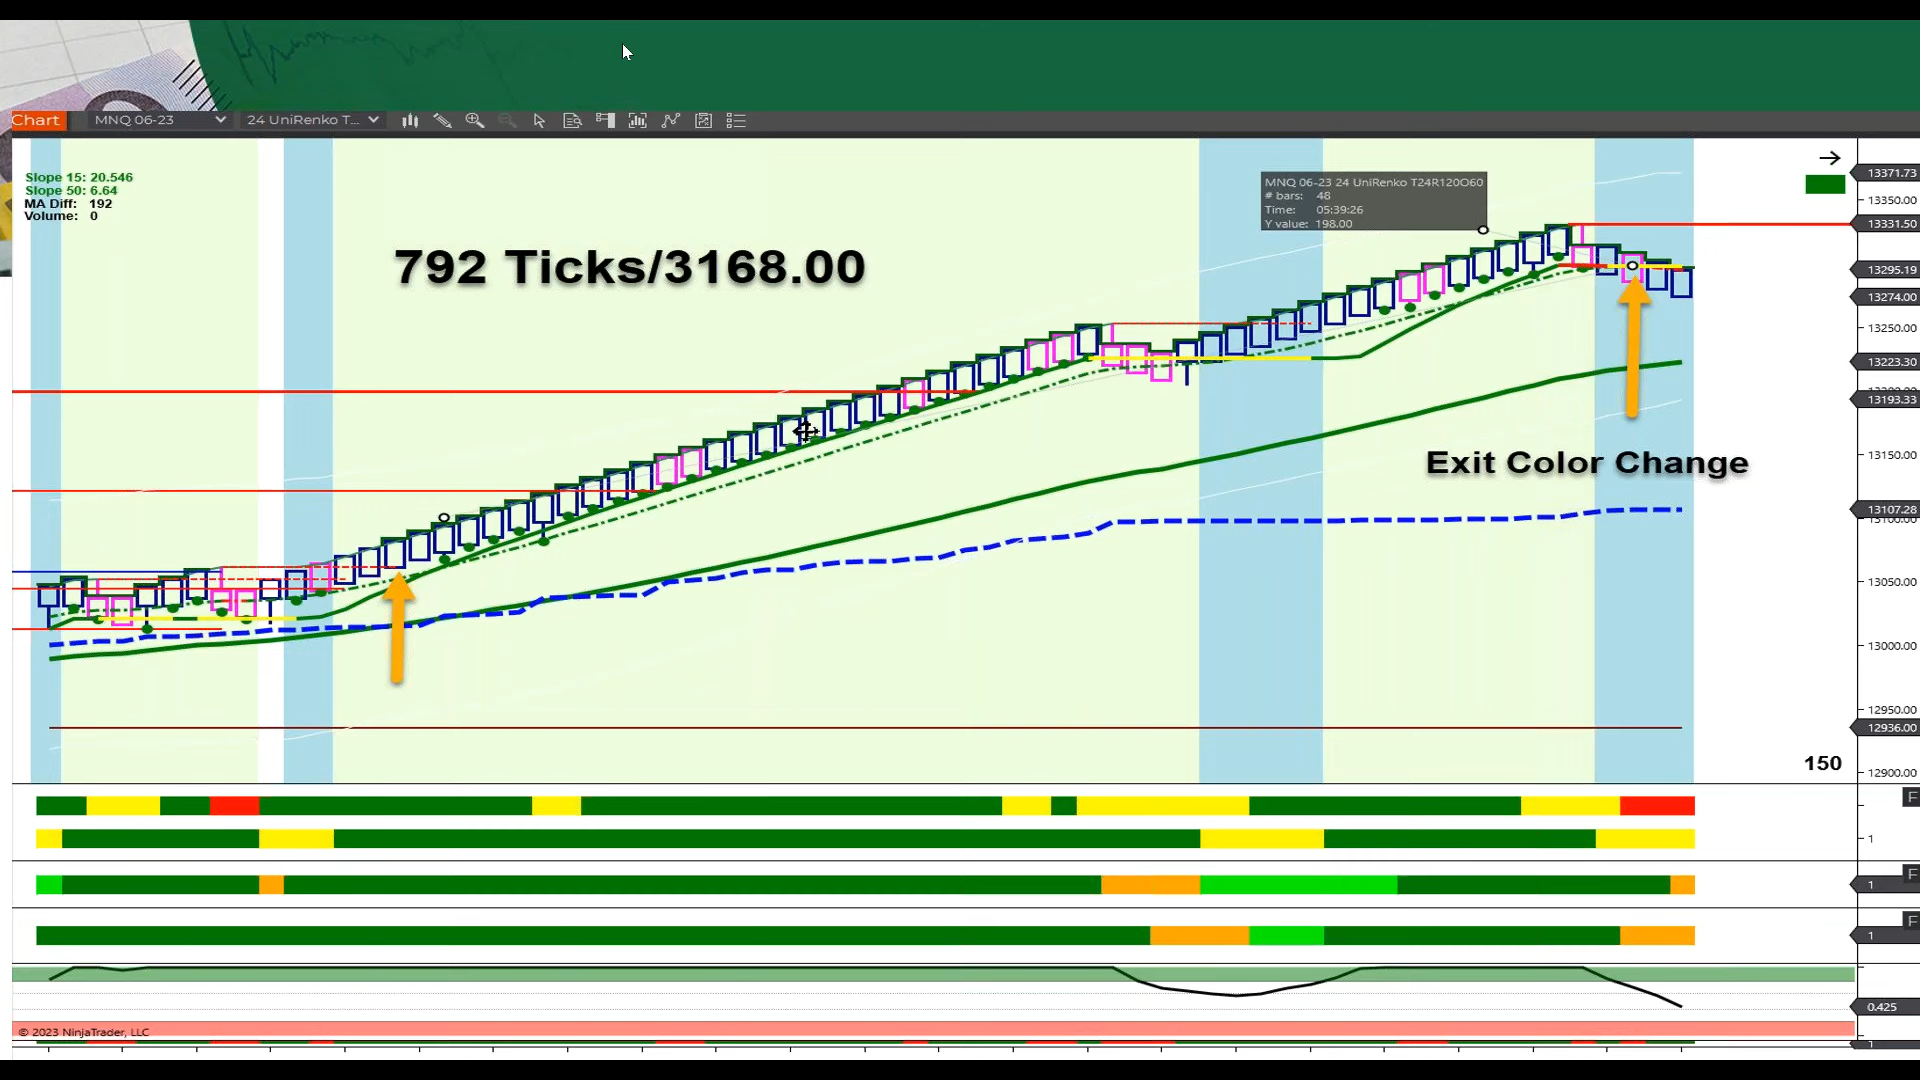 Chart MNQ 06-23 24 UniRenko T...
Slope 15: 20.546
Slope 50: 6.64
MA Diff: 192
Volume: 0
MNQ 06-23 24 UniRenko T24R120O60
# bars: 48
Time: 05:39:26
Y value: 198.00
792 Ticks/3168.00
Exit Color Change
13371.73
13350.00
13331.50
13295.19
13274.00
13250.00
13223.30
13193.33
13150.00
13107.28
13050.00
13000.00
12950.00
12936.00
150
12900.00
F
1
F
1
F
1
0.425
© 2023 NinjaTrader, LLC
1